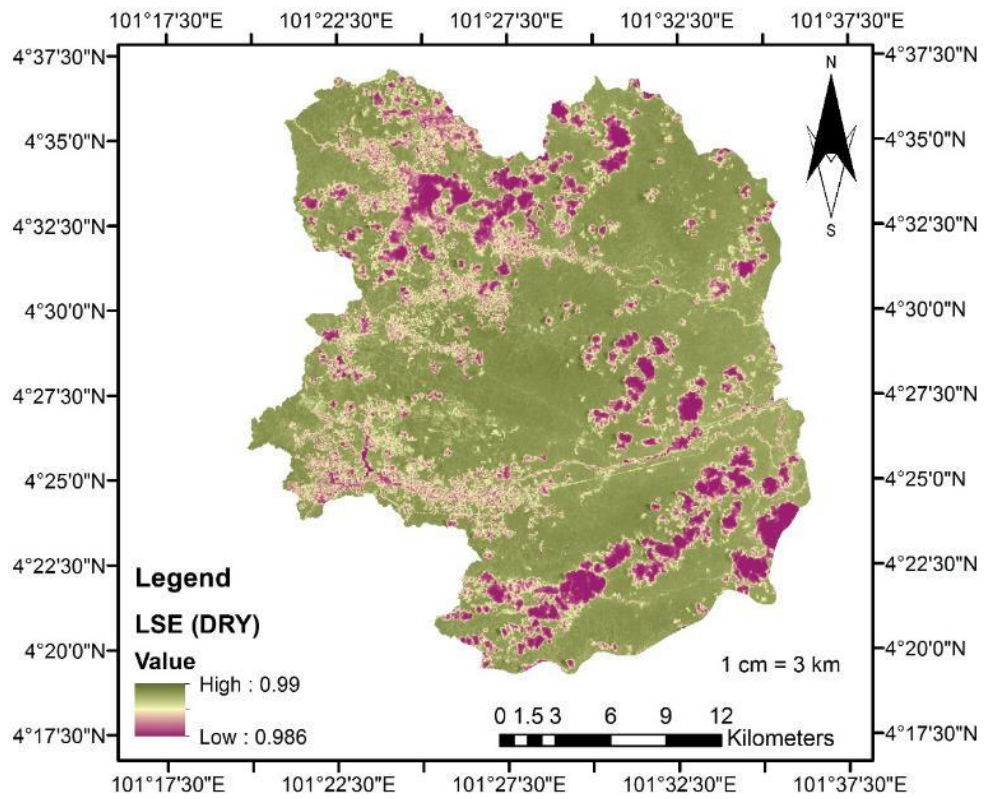 101°17'30"E 101°22'30"E 101°27'30"E 101°32'30"E 101°37'30"E
4°37'30"N 4°37'30"N
N
4°35'0"N 4°35'0"N
S
4°32'30"N 4°32'30"N
4°30'0"N 4°30'0"N
4°27'30"N 4°27'30"N
4°25'0"N 4°25'0"N
4°22'30"N 4°22'30"N
Legend
LSE (DRY)
4°20'0"N 4°20'0"N
Value
1 cm = 3 km
High : 0.99
0 1.5 3 6 9 12
Low : 0.986
Kilometers
4°17'30"N 4°17'30"N
101°17'30"E 101°22'30"E 101°27'30"E 101°32'30"E 101°37'30"E